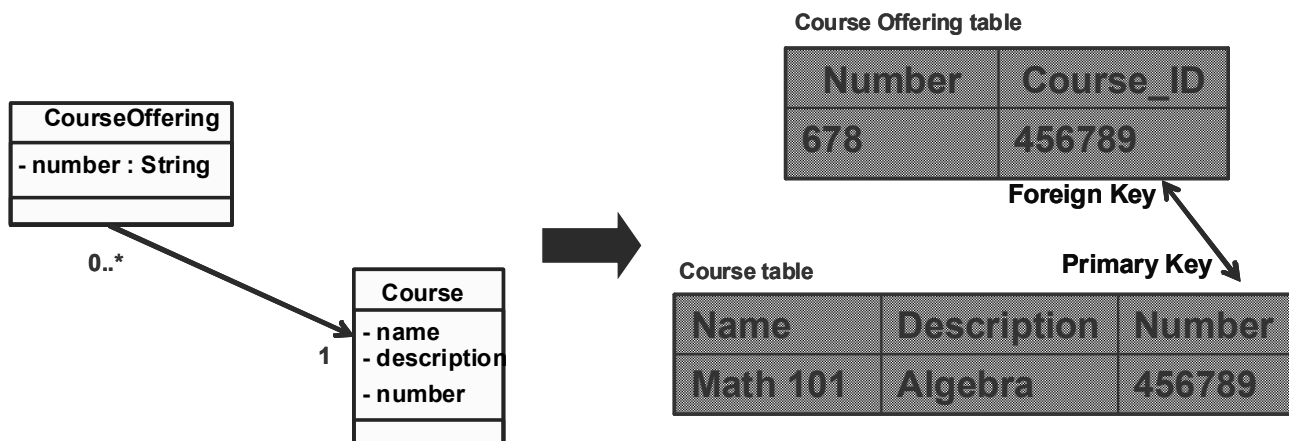 CourseOffering
- number : String
0..*
1
Course
- name
- description
- number
Course Offering table
Number Course_ID
678 456789
Foreign Key
Primary Key
Course table
Name Description Number
Math 101 Algebra 456789